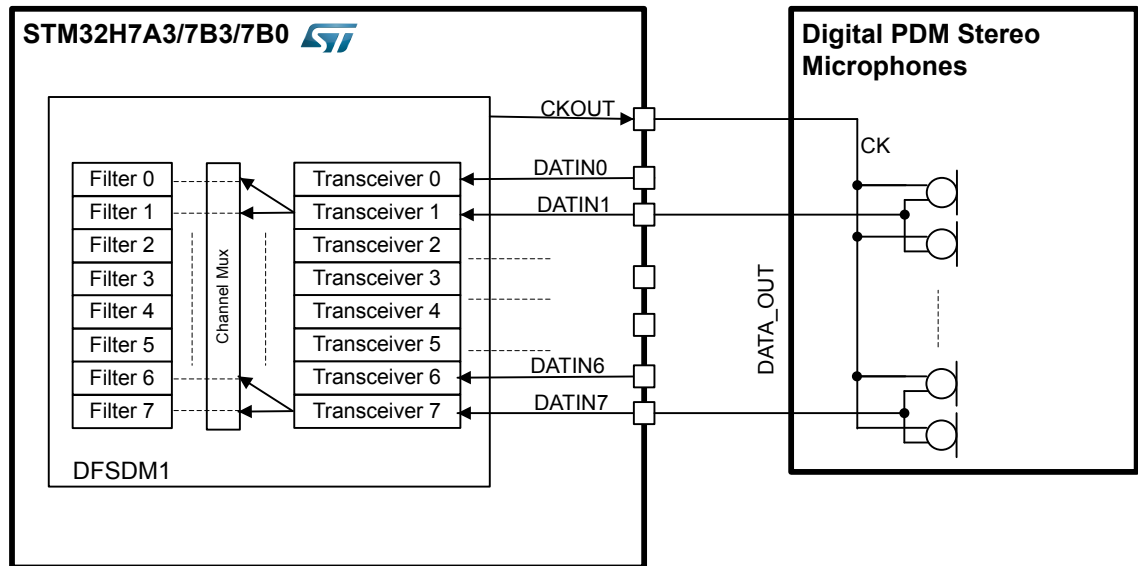 STM32H7A3/7B3/7B0
Digital PDM Stereo
Microphones
CKOUT
CK
DATIN0
DATIN1
Filter 0
Filter 1
Filter 2
Filter 3
Filter 4
Filter 5
Filter 6
Filter 7
Channel Mux
Transceiver 0
Transceiver 1
Transceiver 2
Transceiver 3
Transceiver 4
Transceiver 5
Transceiver 6
Transceiver 7
DATIN6
DATIN7
DATA_OUT
DFSDM1